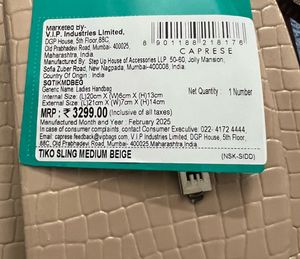 Marketed By:-
V.I.P. Industries Limited,
DGP House, 5th Floor, 88C,
Old Prabhadevi Road, Mumbai- 400025,
Maharashtra, India
8901188218176
CAPRESE
Manufactured By : Step Up House of Accessories LLP, 50-60, Jolly Mansion,
Sofia Zuber Road, New Nagpada, Mumbai-400008. India
Country Of Origin : India
SGTIKMDBEG
Generic Name: Ladies Handbag
Net Quantity : 1 Number
Internal Size : (L)20cm X (W)6cm X (H)13cm
External Size : (L)21cm X (W)7cm X (H)14cm
MRP : ₹ 3299.00 (Inclusive of all taxes)
Manufactured Month and Year : February 2025
In case of consumer complaints, contact Consumer Executive: 022- 4172 4444
Email: caprese.feedback@vipbags.com. V.I.P. Industries Limited, DGP House, 5th Floor,
88C, Old Prabhadevi Road, Mumbai- 400025.Maharashtra,India
TIKO SLING MEDIUM BEIGE
(NSK-SIDD)